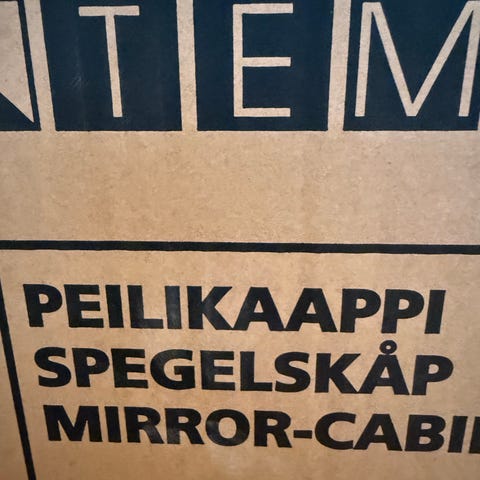 TEM
PEILIKAAPPI
SPEGELSKÅP
MIRROR-CABI